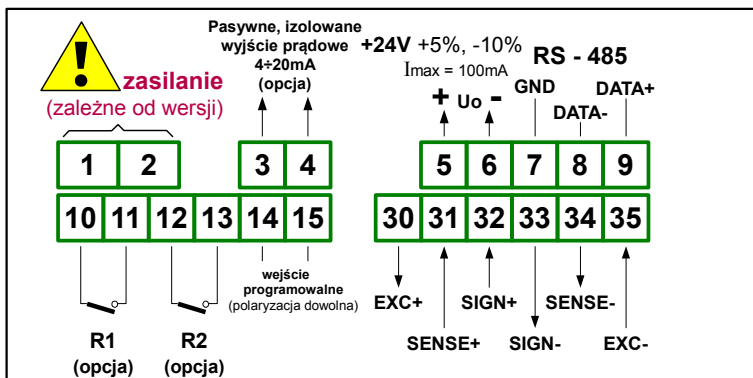 Pasywne, izolowane
wyjście prądowe
4÷20mA
(opcja)
+24V +5%, -10%
Imax = 100mA
+ Uo -
RS - 485
GND
DATA-
DATA+
!
zasilanie
(zależne od wersji)
1 2 3 4 5 6 7 8 9
10 11 12 13 14 15 30 31 32 33 34 35
R1
(opcja)
R2
(opcja)
wejście
programowalne
(polaryzacja dowolna)
EXC+
SENSE+
SIGN+
SIGN-
SENSE-
EXC-